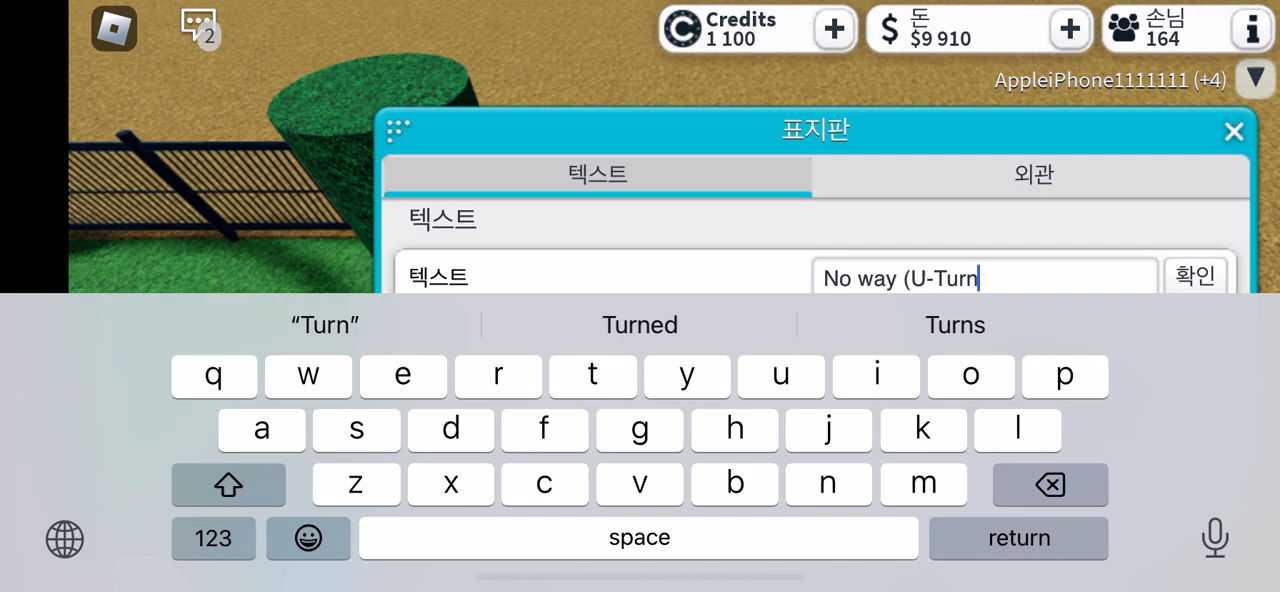 2
Credits
1 100
+
$
돈
$9 910
+
손님
164
i
AppleiPhone1111111 (+4)
표지판
텍스트
외관
텍스트
텍스트
No way (U-Turn
확인
“Turn”
Turned
Turns
q w e r t y u i o p
a s d f g h j k l
z x c v b n m
123
space
return